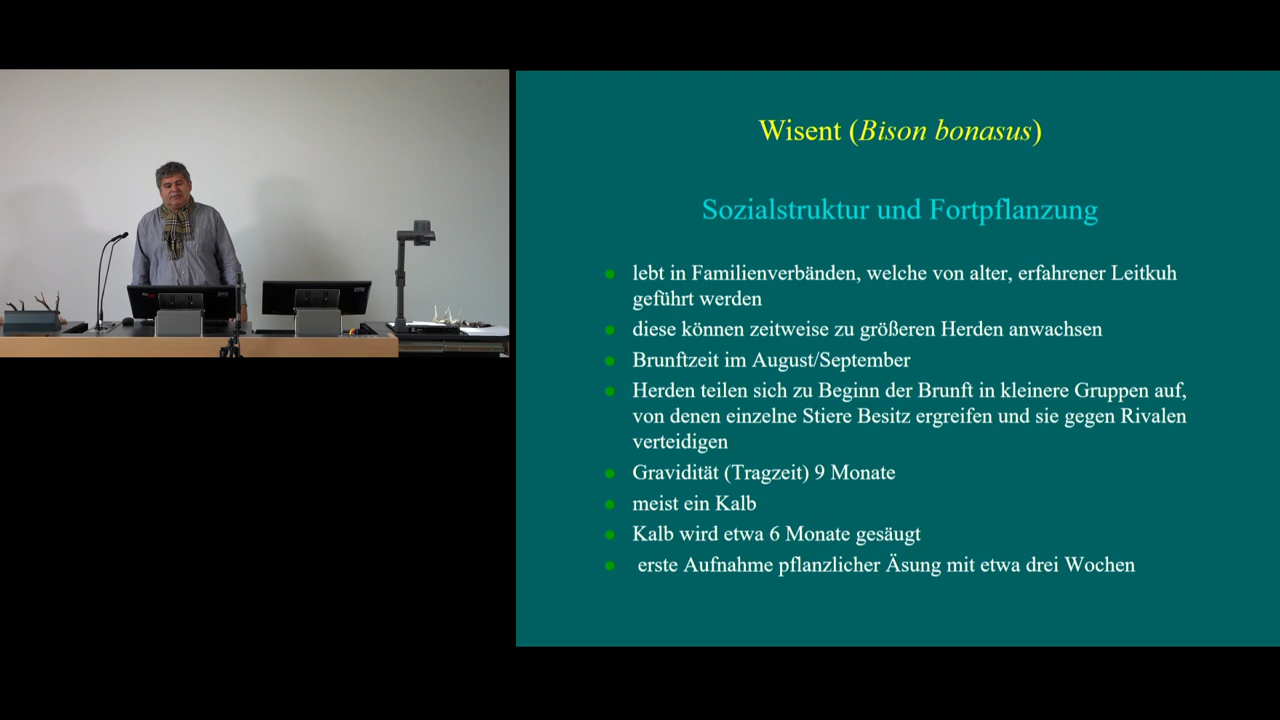 Wisent (Bison bonasus)
Sozialstruktur und Fortpflanzung
lebt in Familienverbänden, welche von alter, erfahrener Leitkuh
geführt werden
diese können zeitweise zu größeren Herden anwachsen
Brunftzeit im August/September
Herden teilen sich zu Beginn der Brunft in kleinere Gruppen auf,
von denen einzelne Stiere Besitz ergreifen und sie gegen Rivalen
verteidigen
Gravidität (Tragzeit) 9 Monate
meist ein Kalb
Kalb wird etwa 6 Monate gesäugt
erste Aufnahme pflanzlicher Äsung mit etwa drei Wochen